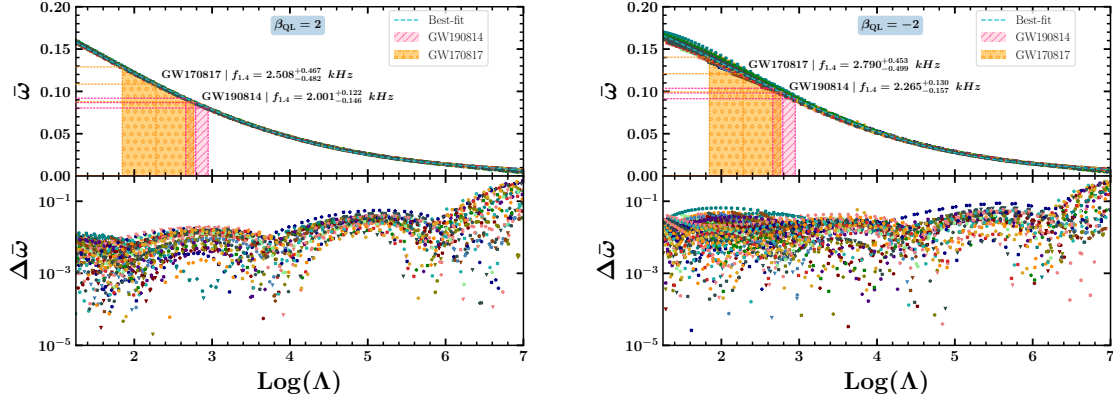 β_QL = 2
Best-fit
GW190814
GW170817
GW170817 | f_1.4 = 2.508^{+0.467}_{−0.482} kHz
GW190814 | f_1.4 = 2.001^{+0.122}_{−0.146} kHz
ω̄
0.20
0.15
0.10
0.05
0.00
Δω̄
10^{−1}
10^{−3}
10^{−5}
2 3 4 5 6 7
Log(Λ)
β_QL = −2
Best-fit
GW190814
GW170817
GW170817 | f_1.4 = 2.790^{+0.453}_{−0.499} kHz
GW190814 | f_1.4 = 2.265^{+0.130}_{−0.157} kHz
ω̄
0.20
0.15
0.10
0.05
0.00
Δω̄
10^{−1}
10^{−3}
10^{−5}
2 3 4 5 6 7
Log(Λ)